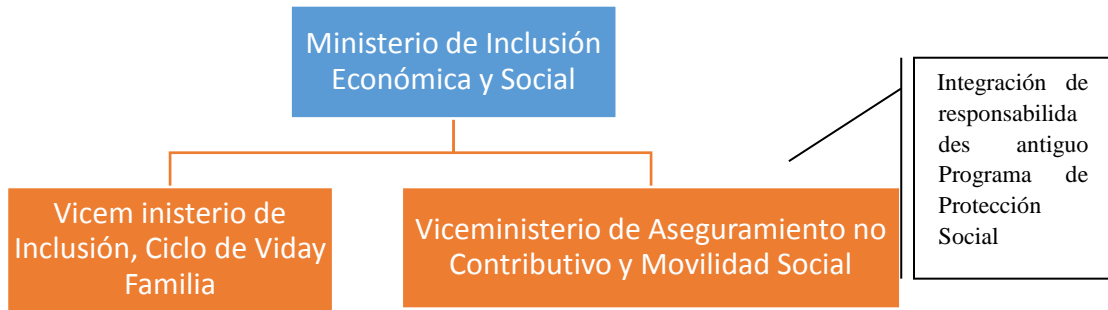 Ministerio de Inclusión
Económica y Social
Vicem inisterio de
Inclusión, Ciclo de Viday
Familia
Viceministerio de Aseguramiento no
Contributivo y Movilidad Social
Integración de
responsabilida
des antiguo
Programa de
Protección
Social